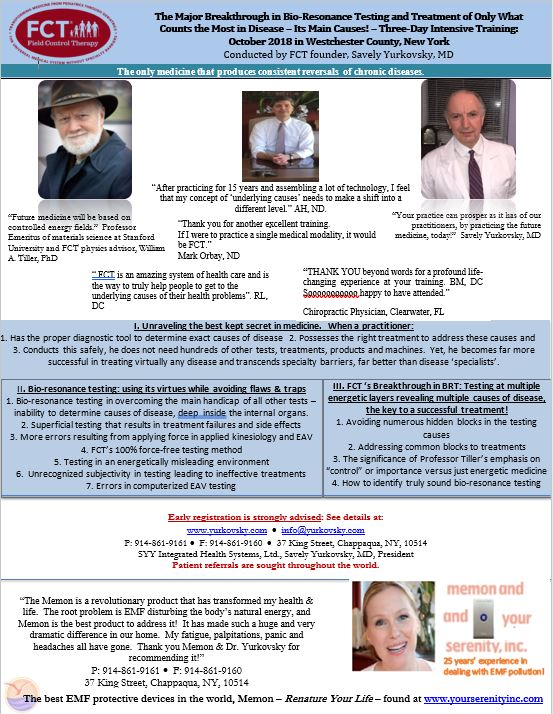 TRANSFORMING MEDICINE FROM PEDIATRICS THROUGH GERIATRICS
FCT®
Field Control Therapy®
The Major Breakthrough in Bio-Resonance Testing and Treatment of Only What
Counts the Most in Disease – Its Main Causes! – Three-Day Intensive Training:
October 2018 in Westchester County, New York
Conducted by FCT founder, Savely Yurkovsky, MD
The only medicine that produces consistent reversals of chronic diseases.
“Future medicine will be based on
controlled energy fields.” Professor
Emeritus of materials science at Stanford
University and FCT physics advisor, William
A. Tiller, PhD
“After practicing for 15 years and assembling a lot of technology, I feel
that my concept of ‘underlying causes’ needs to make a shift into a
different level.” AH, ND.
“Thank you for another excellent training.
If I were to practice a single medical modality, it would
be FCT.”
Mark Orbay, ND
“Your practice can prosper as it has of our
practitioners, by practicing the future
medicine, today!” Savely Yurkovsky, MD
“ FCT is an amazing system of health care and is
the way to truly help people to get to the
underlying causes of their health problems”. RL,
DC
“THANK YOU beyond words for a profound life-
changing experience at your training. BM, DC
Soooooooooooo happy to have attended.”
Chiropractic Physician, Clearwater, FL
I. Unraveling the best kept secret in medicine. When a practitioner:
1. Has the proper diagnostic tool to determine exact causes of disease 2. Possesses the right treatment to address these causes and
3. Conducts this safely, he does not need hundreds of other tests, treatments, products and machines. Yet, he becomes far more
successful in treating virtually any disease and transcends specialty barriers, far better than disease ‘specialists’.
II. Bio-resonance testing: using its virtues while avoiding flaws & traps
1. Bio-resonance testing in overcoming the main handicap of all other tests –
inability to determine causes of disease, deep inside the internal organs.
2. Superficial testing that results in treatment failures and side effects
3. More errors resulting from applying force in applied kinesiology and EAV
4. FCT’s 100% force-free testing method
5. Testing in an energetically misleading environment
6. Unrecognized subjectivity in testing leading to ineffective treatments
7. Errors in computerized EAV testing
III. FCT ’s Breakthrough in BRT: Testing at multiple
energetic layers revealing multiple causes of disease,
the key to a successful treatment!
1. Avoiding numerous hidden blocks in the testing
causes
2. Addressing common blocks to treatments
3. The significance of Professor Tiller’s emphasis on
“control” or importance versus just energetic medicine
4. How to identify truly sound bio-resonance testing
Early registration is strongly advised: See details at:
www.yurkovsky.com • info@yurkovsky.com
P: 914-861-9161 • F: 914-861-9160 • 37 King Street, Chappaqua, NY, 10514
SYY Integrated Health Systems, Ltd., Savely Yurkovsky, MD, President
Patient referrals are sought throughout the world.
“The Memon is a revolutionary product that has transformed my health &
life. The root problem is EMF disturbing the body’s natural energy, and
Memon is the best product to address it! It has made such a huge and very
dramatic difference in our home. My fatigue, palpitations, panic and
headaches all have gone. Thank you Memon & Dr. Yurkovsky for
recommending it!”
P: 914-861-9161 • F: 914-861-9160
37 King Street, Chappaqua, NY, 10514
memon and
and your
serenity, inc.
25 years’ experience in
dealing with EMF pollution!
The best EMF protective devices in the world, Memon – Renature Your Life – found at www.yourserenityinc.com